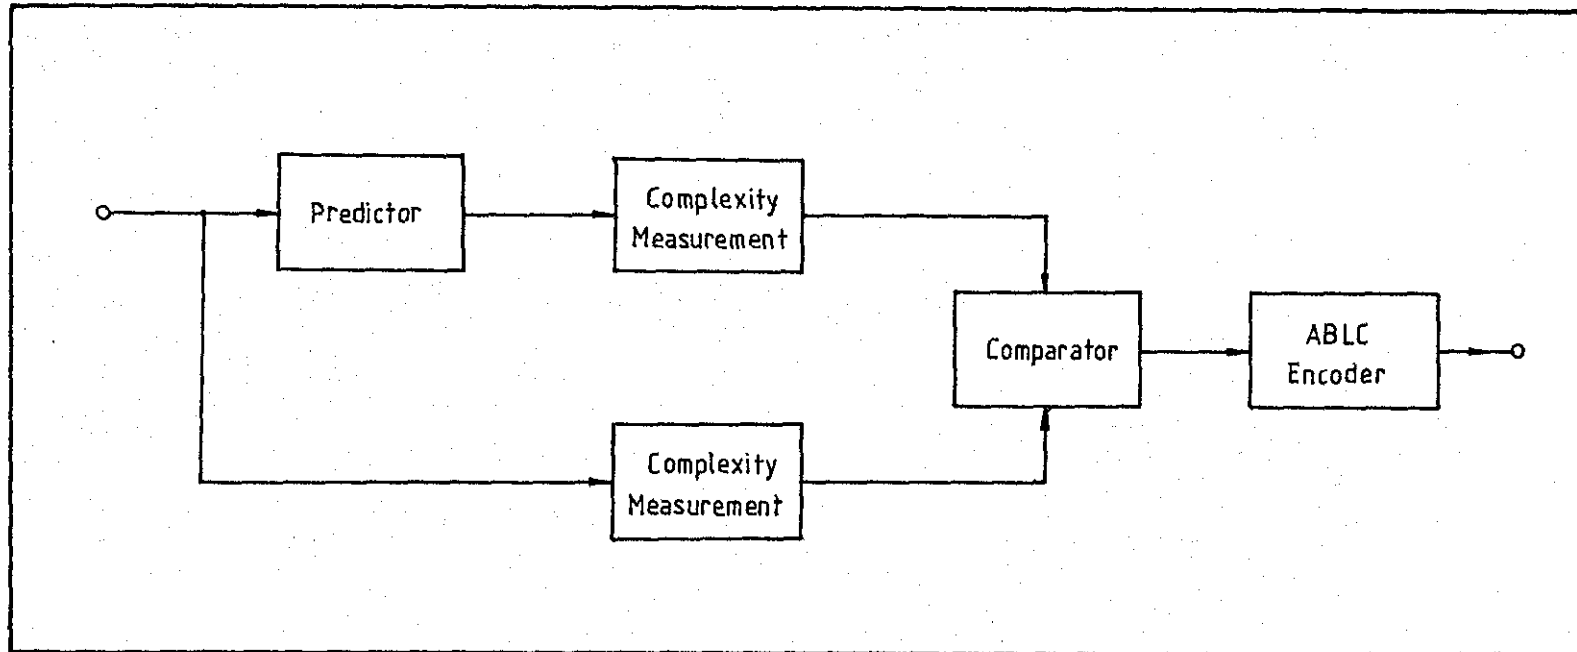 Predictor
Complexity
Measurement
Comparator
ABLC
Encoder
Complexity
Measurement